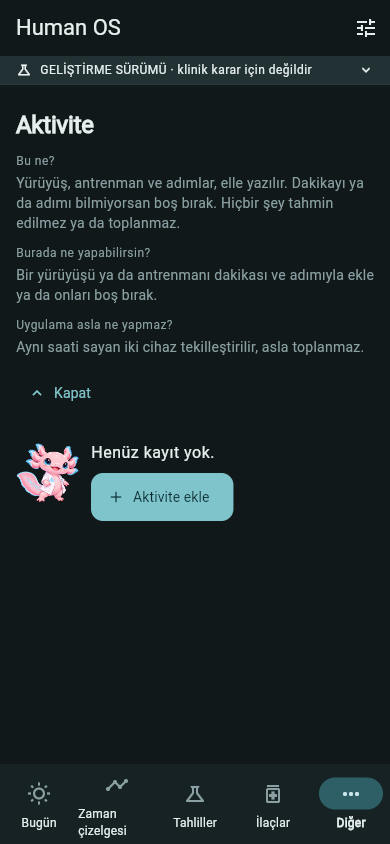 Human OS
GELİŞTİRME SÜRÜMÜ · klinik karar için değildir
Aktivite
Bu ne?
Yürüyüş, antrenman ve adımlar, elle yazılır. Dakikayı ya
da adımı bilmiyorsan boş bırak. Hiçbir şey tahmin
edilmez ya da toplanmaz.
Burada ne yapabilirsin?
Bir yürüyüşü ya da antrenmanı dakikası ve adımıyla ekle
ya da onları boş bırak.
Uygulama asla ne yapmaz?
Aynı saati sayan iki cihaz tekilleştirilir, asla toplanmaz.
Kapat
Henüz kayıt yok.
Aktivite ekle
Bugün
Zaman
çizelgesi
Tahliller
İlaçlar
Diğer